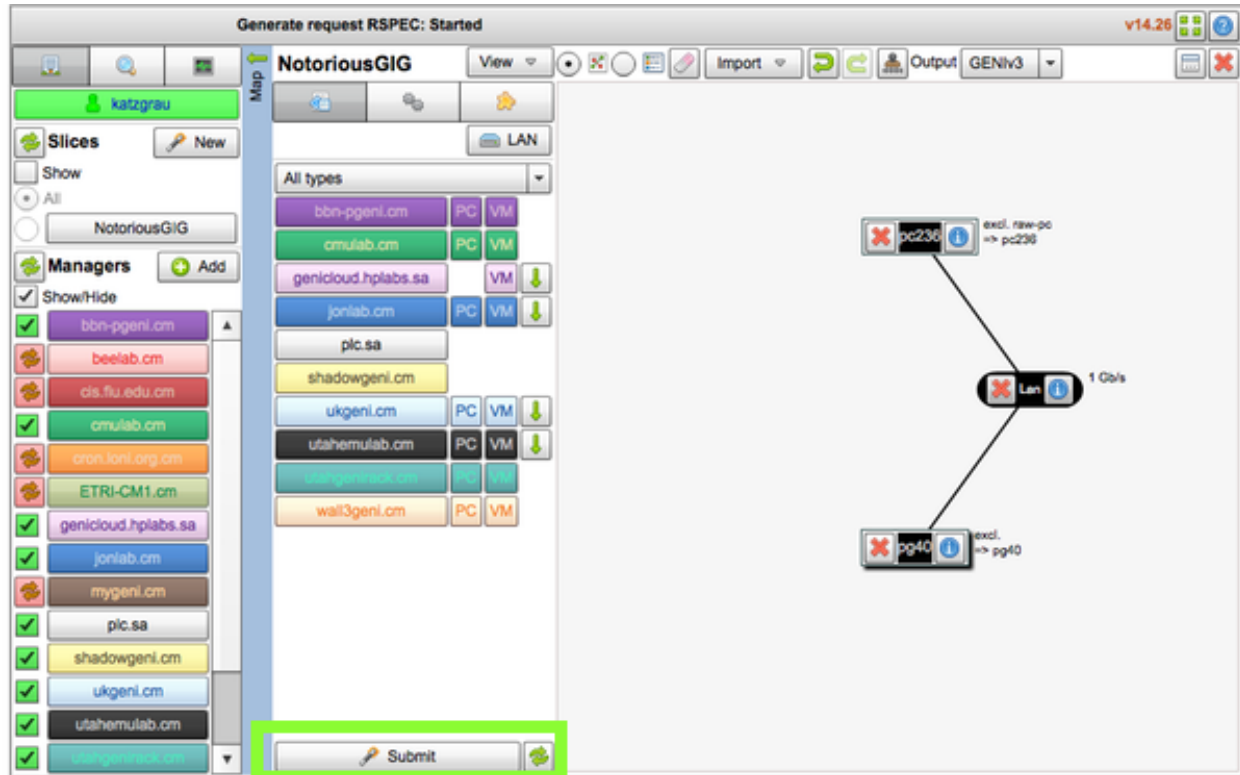 Generate request RSPEC: Started
v14.26
katzgrau
Slices
New
Show
All
NotoriousGIG
Managers
Add
Show/Hide
bbn-pgeni.cm
beelab.cm
cis.fiu.edu.cm
cmulab.cm
cron.loni.org.cm
ETRI-CM1.cm
genicloud.hplabs.sa
jonlab.cm
mygeni.cm
plc.sa
shadowgeni.cm
ukgeni.cm
utahemulab.cm
utahgenirack.cm
Map
NotoriousGIG
View
Import
Output
GENIv3
LAN
All types
bbn-pgeni.cm PC VM
cmulab.cm PC VM
genicloud.hplabs.sa VM
jonlab.cm PC VM
plc.sa
shadowgeni.cm
ukgeni.cm PC VM
utahemulab.cm PC VM
utahgenirack.cm PC VM
wall3geni.cm PC VM
Submit
pc236
excl. raw-pc
=> pc236
Lan
1 Gb/s
pg40
excl.
=> pg40